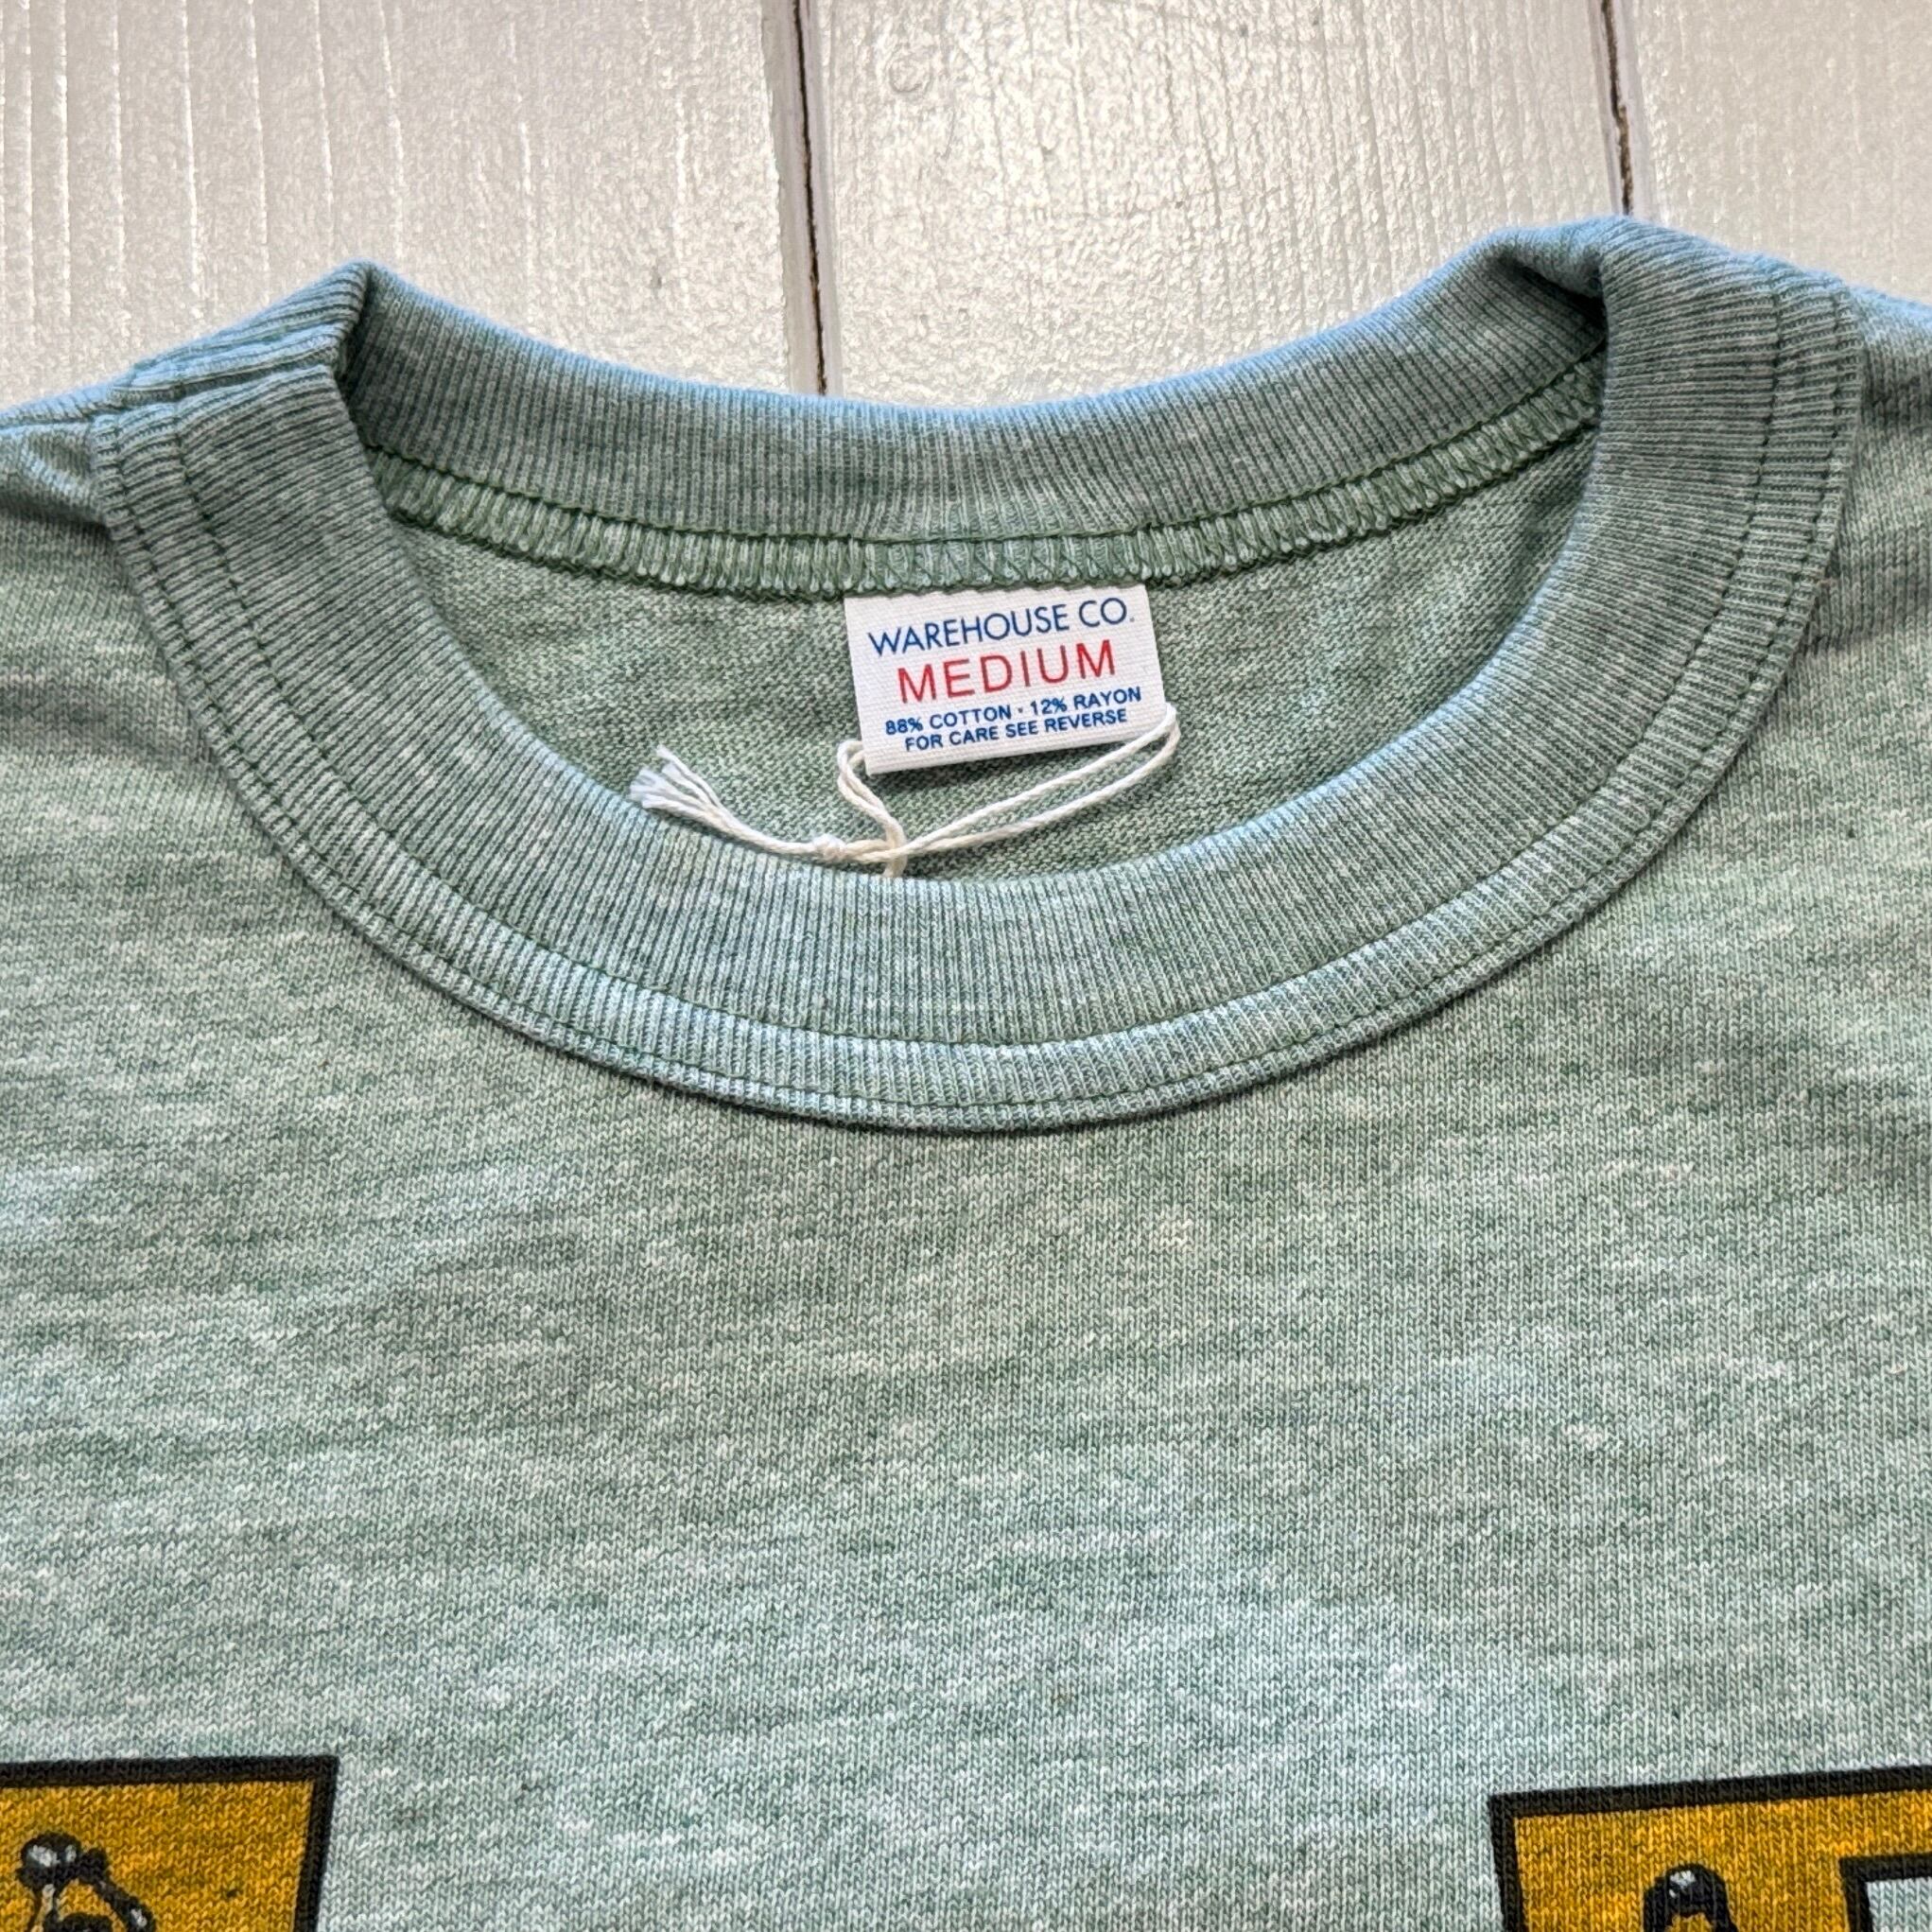 WAREHOUSE CO.
MEDIUM
88% COTTON · 12% RAYON
FOR CARE SEE REVERSE